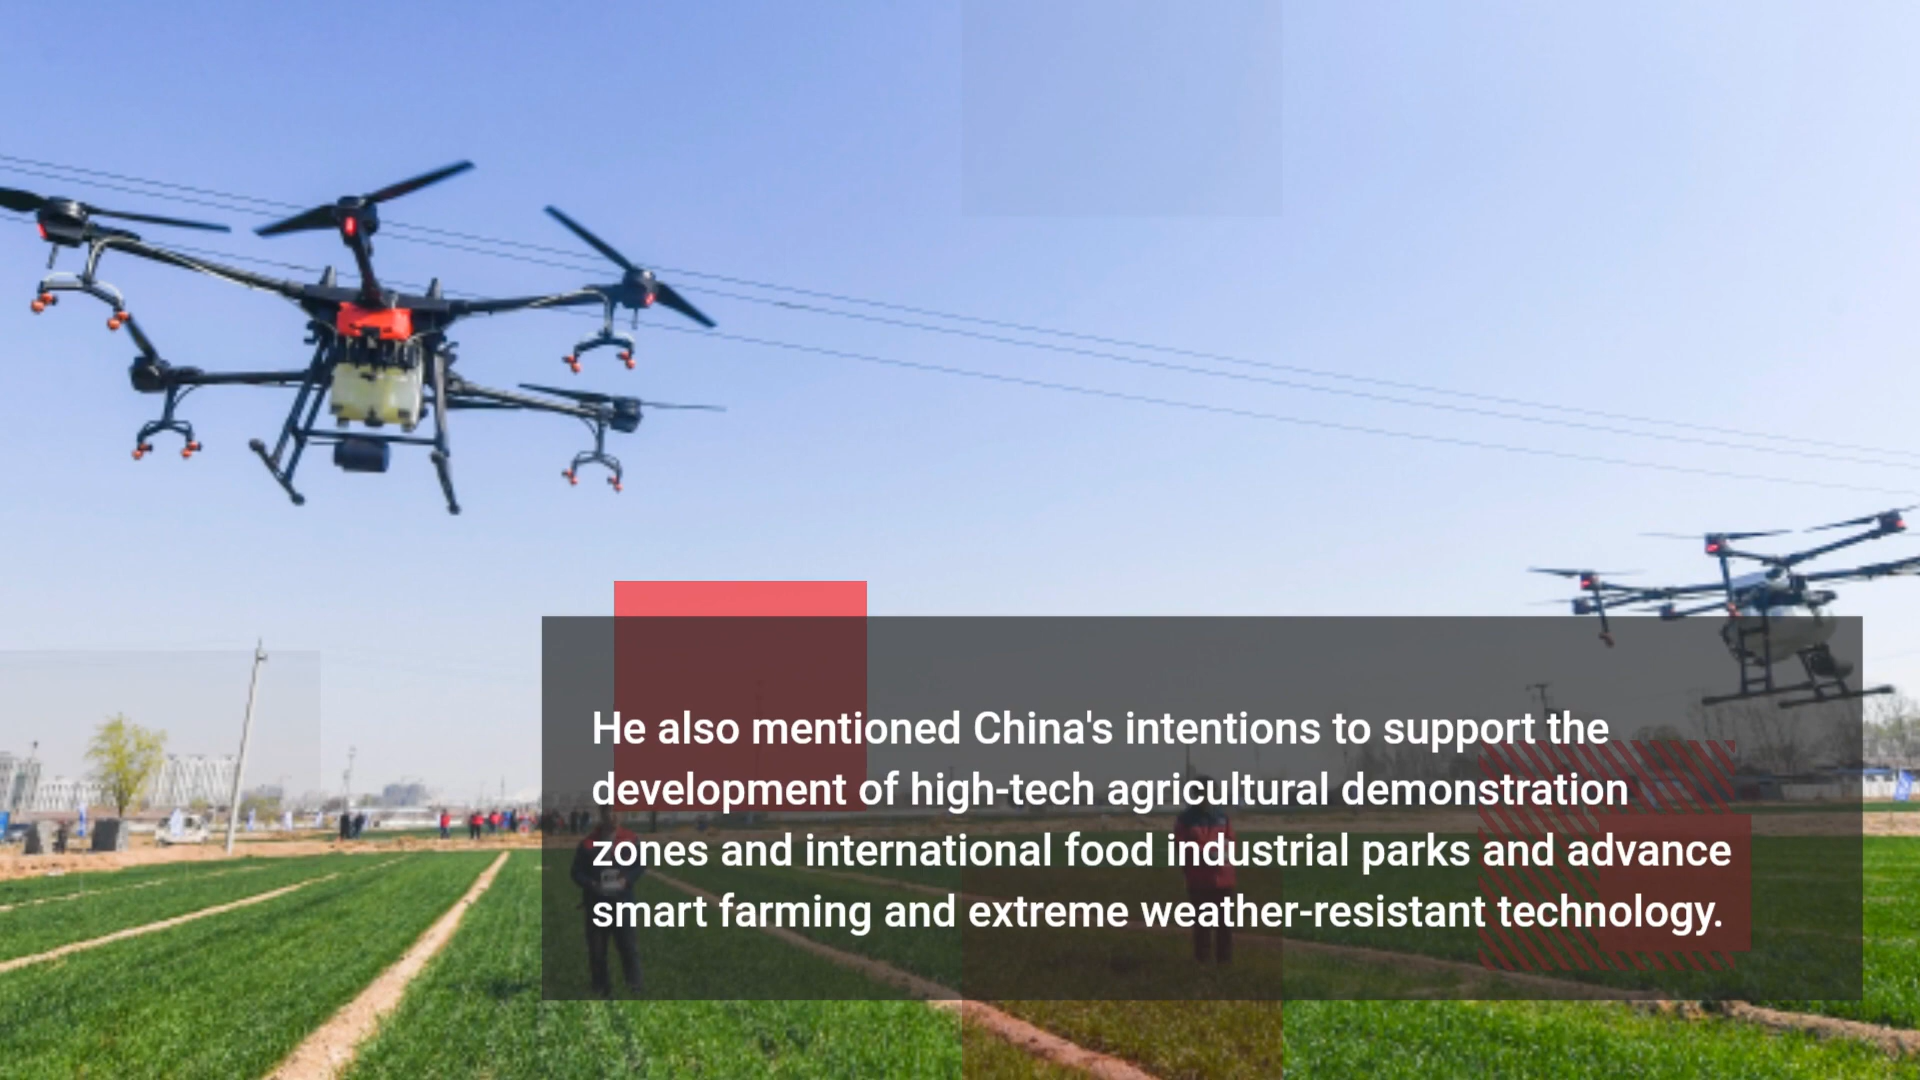 He also mentioned China's intentions to support the
development of high-tech agricultural demonstration
zones and international food industrial parks and advance
smart farming and extreme weather-resistant technology.